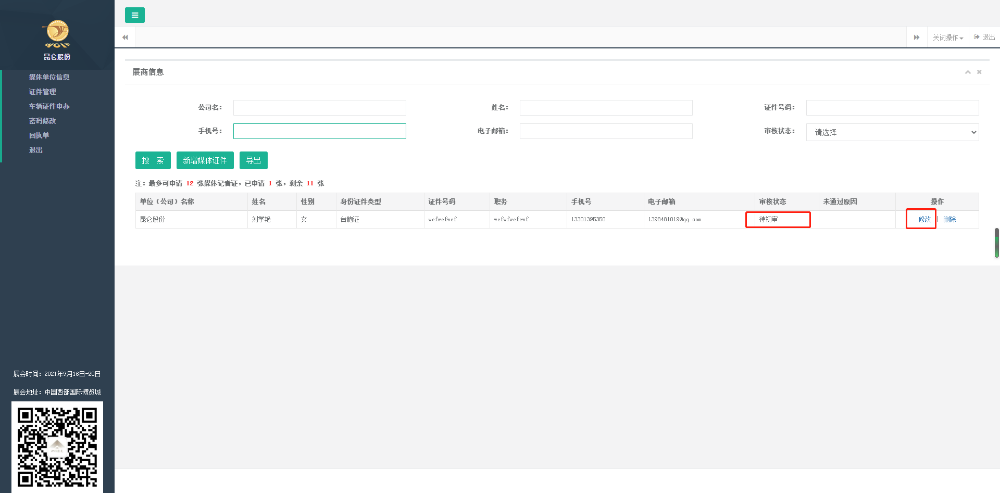 WCIF
昆仑股份
媒体单位信息
证件管理
车辆证件申办
密码修改
回执单
退出
展会时间：2021年9月16日-20日
展会地址：中国西部国际博览城
关闭操作
退出
展商信息
公司名：
姓名：
证件号码：
手机号：
电子邮箱：
审核状态：
请选择
搜 索
新增媒体证件
导出
注：最多可申请 12 张媒体记者证，已申请 1 张，剩余 11 张
单位（公司）名称 姓名 性别 身份证件类型 证件号码 职务 手机号 电子邮箱 审核状态 未通过原因 操作
昆仑股份 刘学艳 女 台胞证 wefwefwef wefwfwefewf 13301395350 1398481019@qq.com 待初审 修改 | 删除